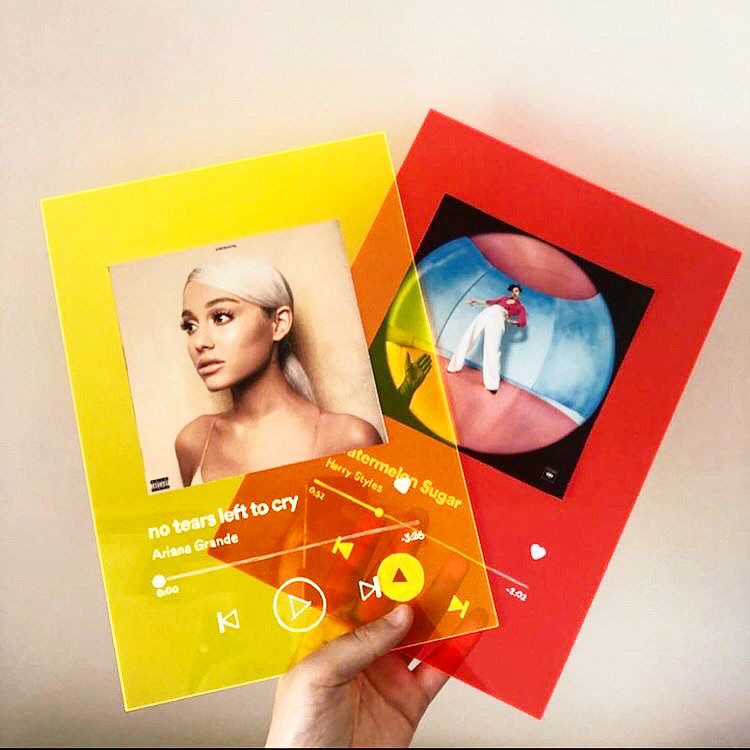 no tears left to cry
Ariana Grande
0:00
-3:26
atermelon Sugar
Harry Styles
0:52
-2:02